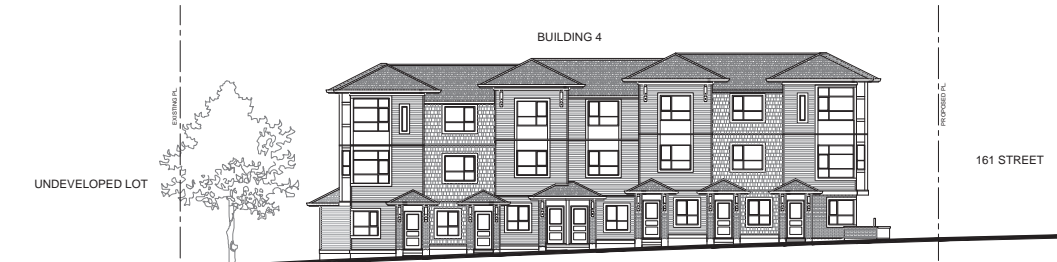 BUILDING 4
EXISTING PL
PROPOSED PL
161 STREET
UNDEVELOPED LOT